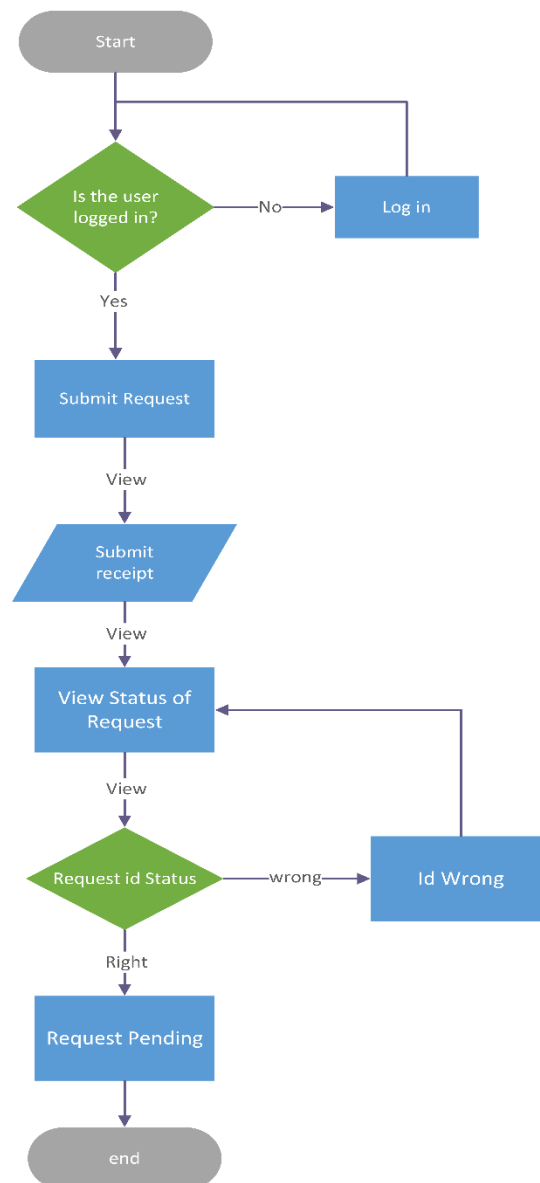 Start
Is the user
logged in?
No
Log in
Yes
Submit Request
View
Submit
receipt
View
View Status of
Request
View
Request id Status
wrong
Id Wrong
Right
Request Pending
end